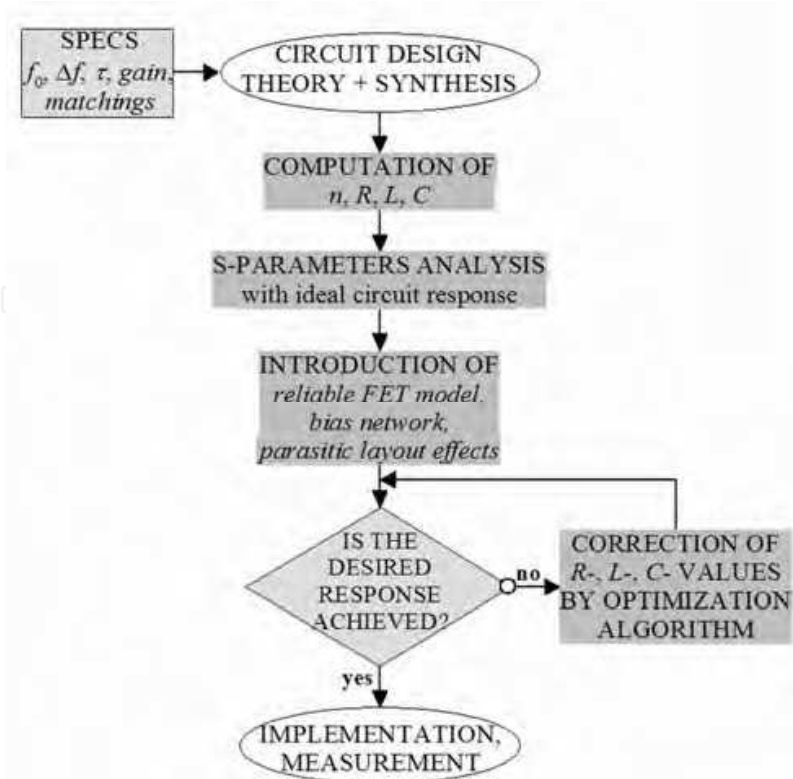 SPECS
f₀, Δf, τ, gain,
matchings
CIRCUIT DESIGN
THEORY + SYNTHESIS
COMPUTATION OF
n, R, L, C
S-PARAMETERS ANALYSIS
with ideal circuit response
INTRODUCTION OF
reliable FET model.
bias network,
parasitic layout effects
IS THE
DESIRED
RESPONSE
ACHIEVED?
no
CORRECTION OF
R-, L-, C- VALUES
BY OPTIMIZATION
ALGORITHM
yes
IMPLEMENTATION,
MEASUREMENT